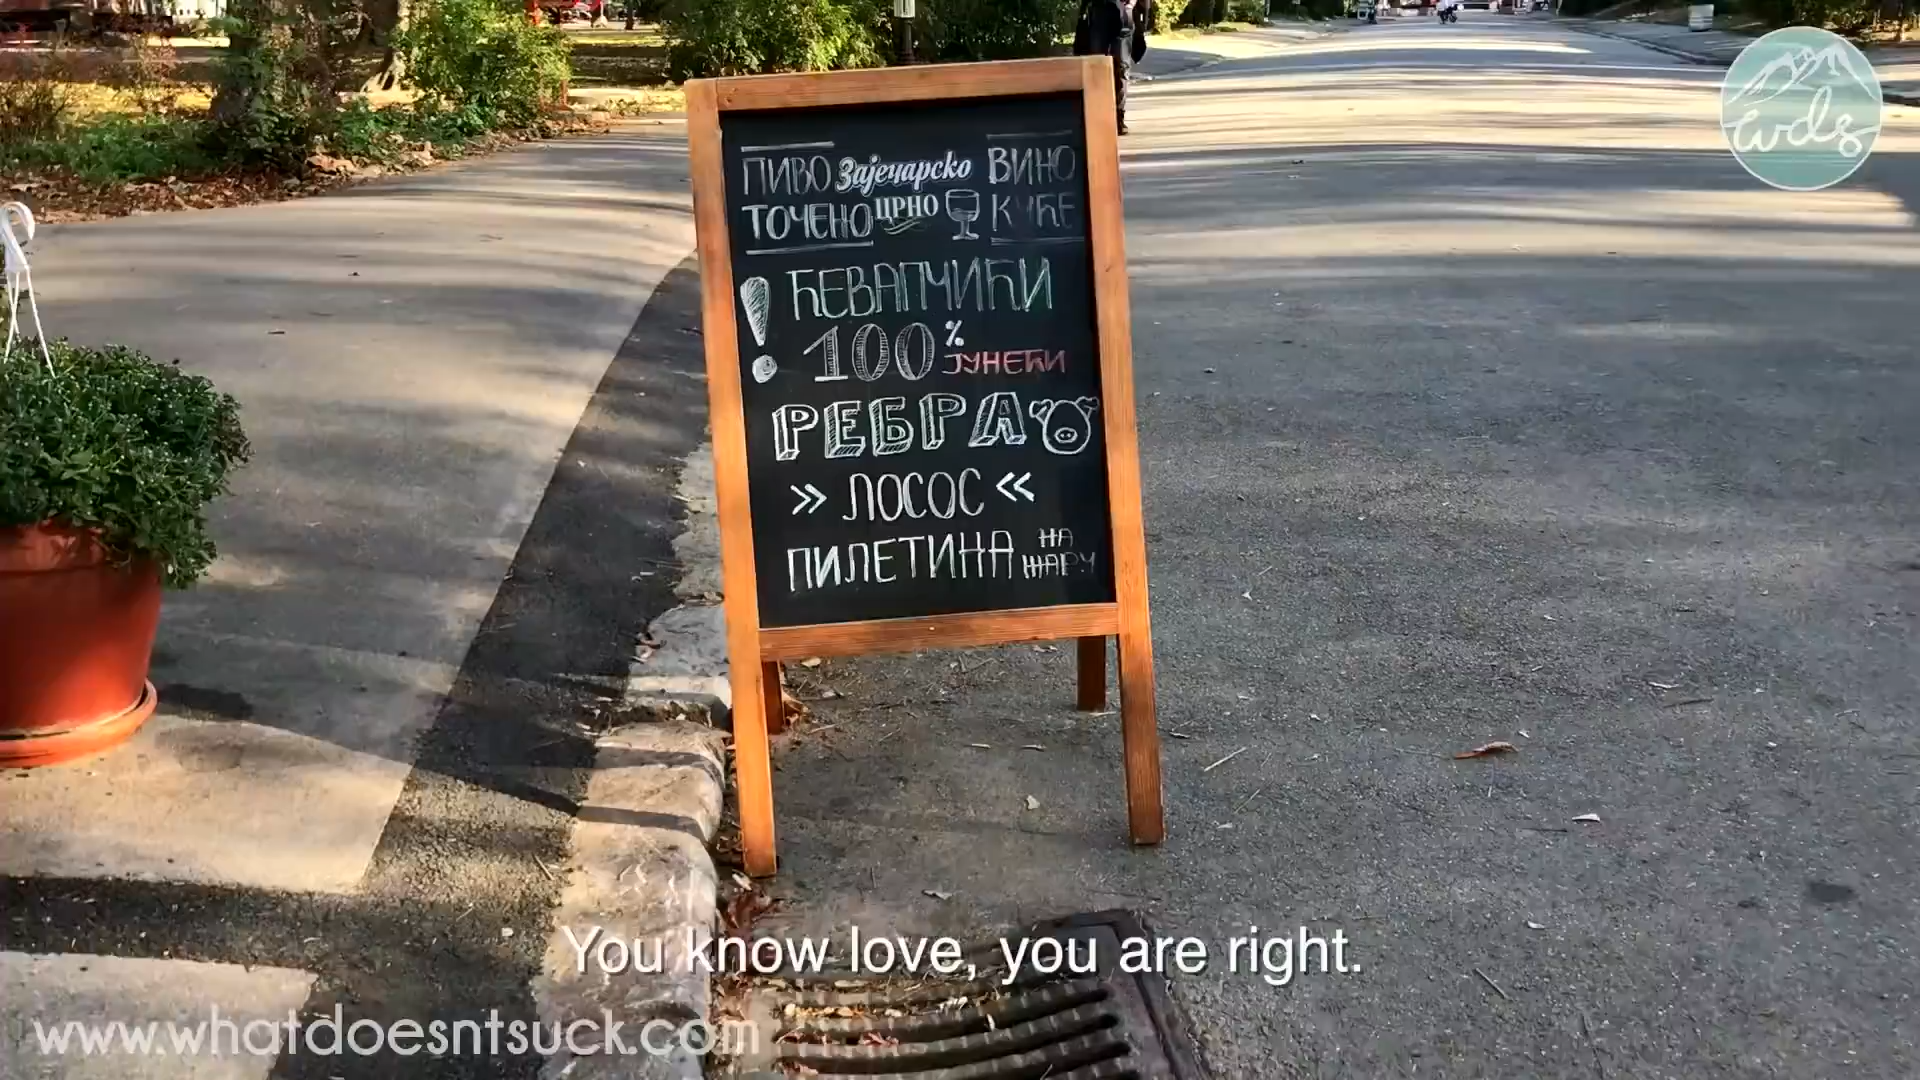 ПИВО Зајечарско ВИНО
ТОЧЕНО ЦРНО КУЋЕ
! ЋЕВАПЧИЋИ
100% ЈУНЕЋИ
РЕБРА
» ЛОСОС «
ПИЛЕТИНА НА ЖАРУ
You know love, you are right.
www.whatdoesntsuck.com
wds